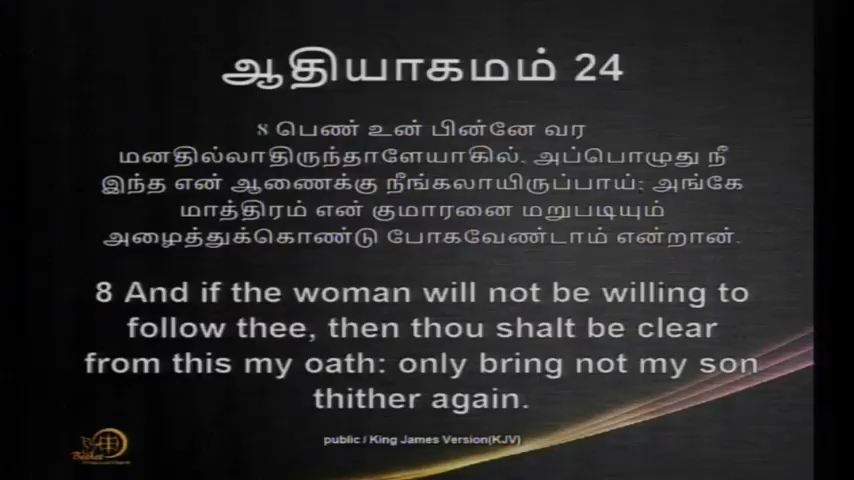 ஆதியாகமம் 24
8 பெண் உன் பின்னே வர
மனதில்லாதிருந்தாளேயாகில், அப்பொழுது நீ
இந்த என் ஆணைக்கு நீங்கலாயிருப்பாய்; அங்கே
மாத்திரம் என் குமாரனை மறுபடியும்
அழைத்துக்கொண்டு போகவேண்டாம் என்றான்.
8 And if the woman will not be willing to
follow thee, then thou shalt be clear
from this my oath: only bring not my son
thither again.
public / King James Version(KJV)